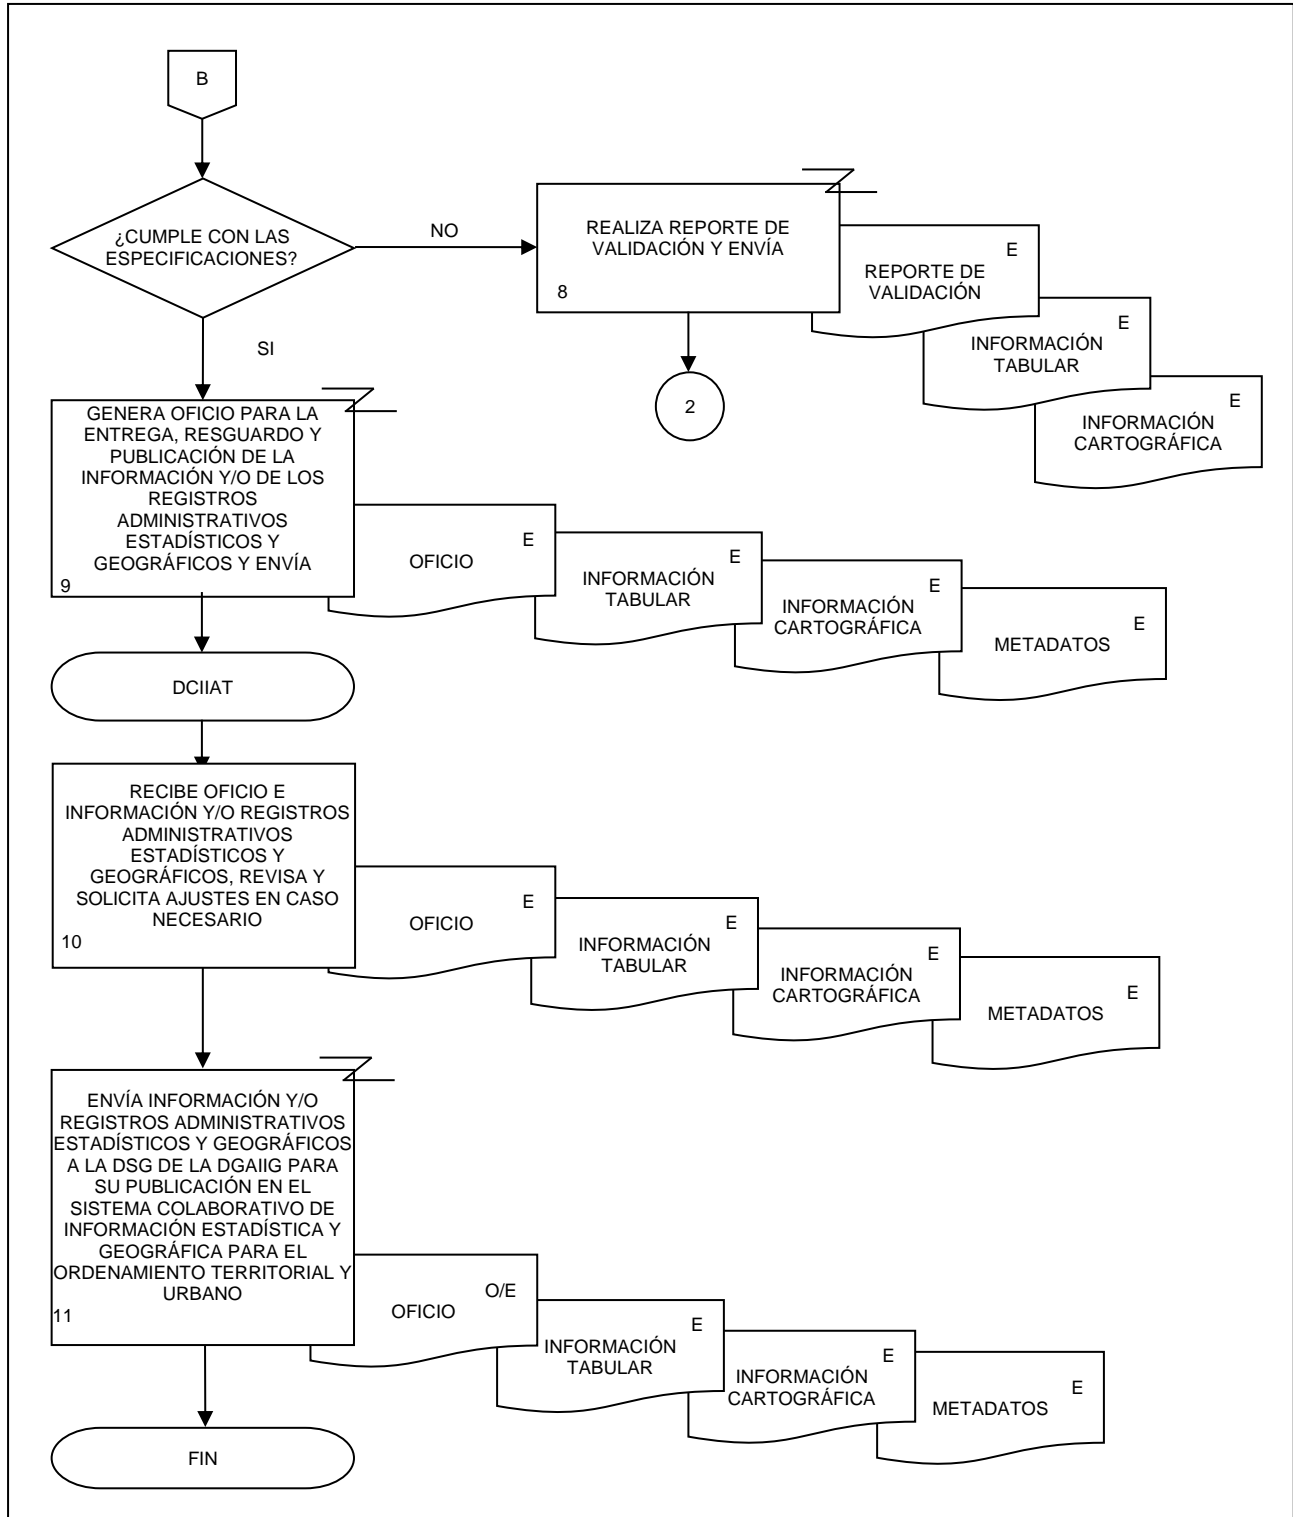 B
¿CUMPLE CON LAS
ESPECIFICACIONES?
NO
SI
REALIZA REPORTE DE
VALIDACIÓN Y ENVÍA
8
E
REPORTE DE
VALIDACIÓN
E
INFORMACIÓN
TABULAR
E
INFORMACIÓN
CARTOGRÁFICA
2
GENERA OFICIO PARA LA
ENTREGA, RESGUARDO Y
PUBLICACIÓN DE LA
INFORMACIÓN Y/O DE LOS
REGISTROS
ADMINISTRATIVOS
ESTADÍSTICOS Y
GEOGRÁFICOS Y ENVÍA
9
E
OFICIO
E
INFORMACIÓN
TABULAR
E
INFORMACIÓN
CARTOGRÁFICA
E
METADATOS
DCIIAT
RECIBE OFICIO E
INFORMACIÓN Y/O REGISTROS
ADMINISTRATIVOS
ESTADÍSTICOS Y
GEOGRÁFICOS, REVISA Y
SOLICITA AJUSTES EN CASO
NECESARIO
10
E
OFICIO
E
INFORMACIÓN
TABULAR
E
INFORMACIÓN
CARTOGRÁFICA
E
METADATOS
ENVÍA INFORMACIÓN Y/O
REGISTROS ADMINISTRATIVOS
ESTADÍSTICOS Y GEOGRÁFICOS
A LA DSG DE LA DGAIIG PARA
SU PUBLICACIÓN EN EL
SISTEMA COLABORATIVO DE
INFORMACIÓN ESTADÍSTICA Y
GEOGRÁFICA PARA EL
ORDENAMIENTO TERRITORIAL Y
URBANO
11
O/E
OFICIO
E
INFORMACIÓN
TABULAR
E
INFORMACIÓN
CARTOGRÁFICA
E
METADATOS
FIN